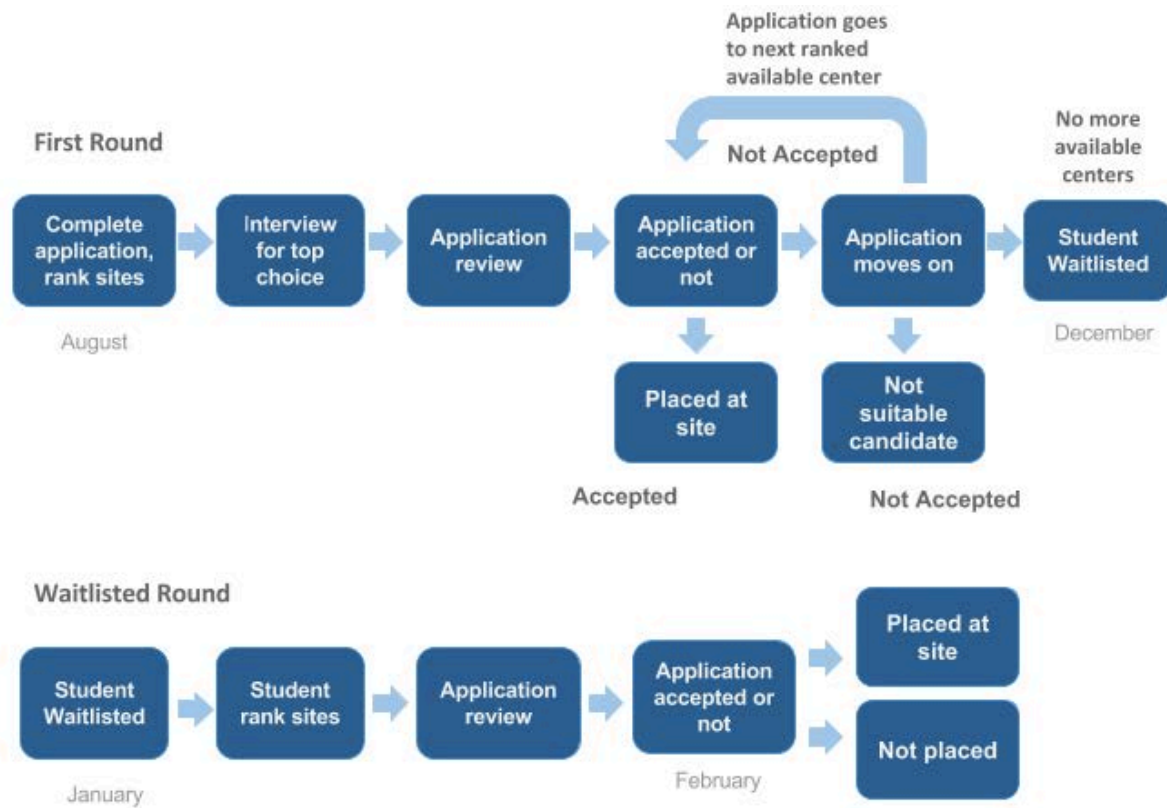 Application goes
to next ranked
available center
First Round
Not Accepted
No more
available
centers
Complete
application,
rank sites
Interview
for top
choice
Application
review
Application
accepted or
not
Application
moves on
Student
Waitlisted
August
December
Placed at
site
Not
suitable
candidate
Accepted
Not Accepted
Waitlisted Round
Student
Waitlisted
Student
rank sites
Application
review
Application
accepted or
not
Placed at
site
Not placed
January
February